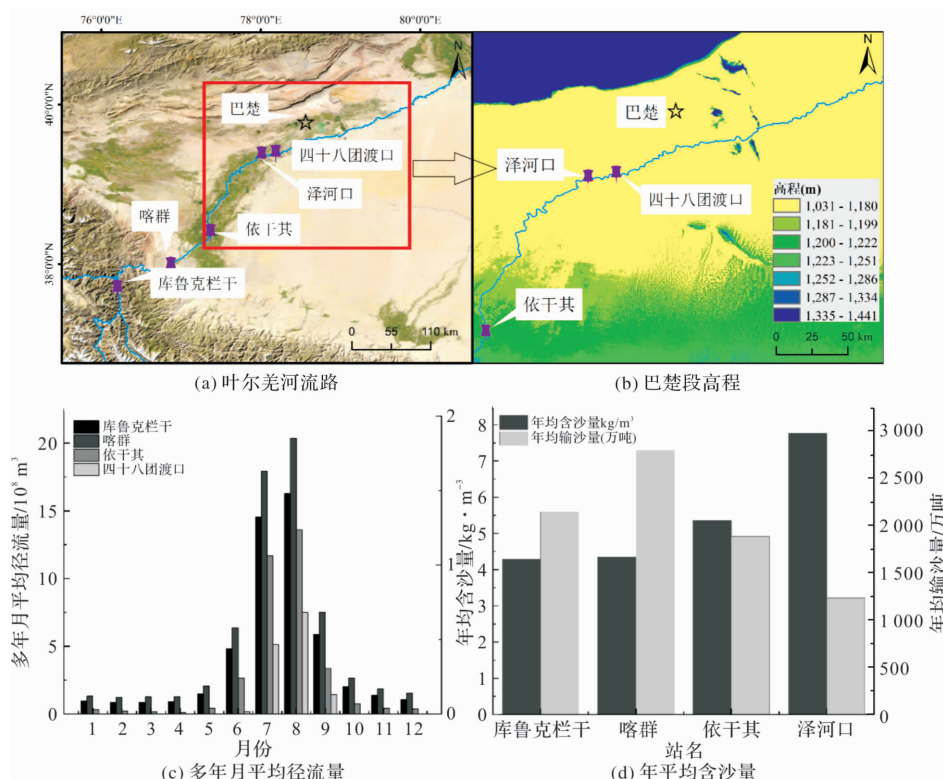 76°0'0"E
78°0'0"E
80°0'0"E
40°0'0"N
38°0'0"N
N
巴楚
四十八团渡口
泽河口
喀群
依干其
库鲁克栏干
0 55 110 km
(a) 叶尔羌河流路
N
巴楚
泽河口
四十八团渡口
依干其
高程(m)
1,031 - 1,180
1,181 - 1,199
1,200 - 1,222
1,223 - 1,251
1,252 - 1,286
1,287 - 1,334
1,335 - 1,441
0 25 50 km
(b) 巴楚段高程
多年月平均径流量/10⁸ m³
20
15
10
5
0
库鲁克栏干
喀群
依干其
四十八团渡口
2
1
0
1 2 3 4 5 6 7 8 9 10 11 12
月份
(c) 多年月平均径流量
年均含沙量/kg·m⁻³
8
7
6
5
4
3
2
1
0
年均含沙量kg/m³
年均输沙量(万吨)
3 000
2 500
2 000
1 500
1 000
500
0
年均输沙量/万吨
库鲁克栏干 喀群 依干其 泽河口
站名
(d) 年平均含沙量